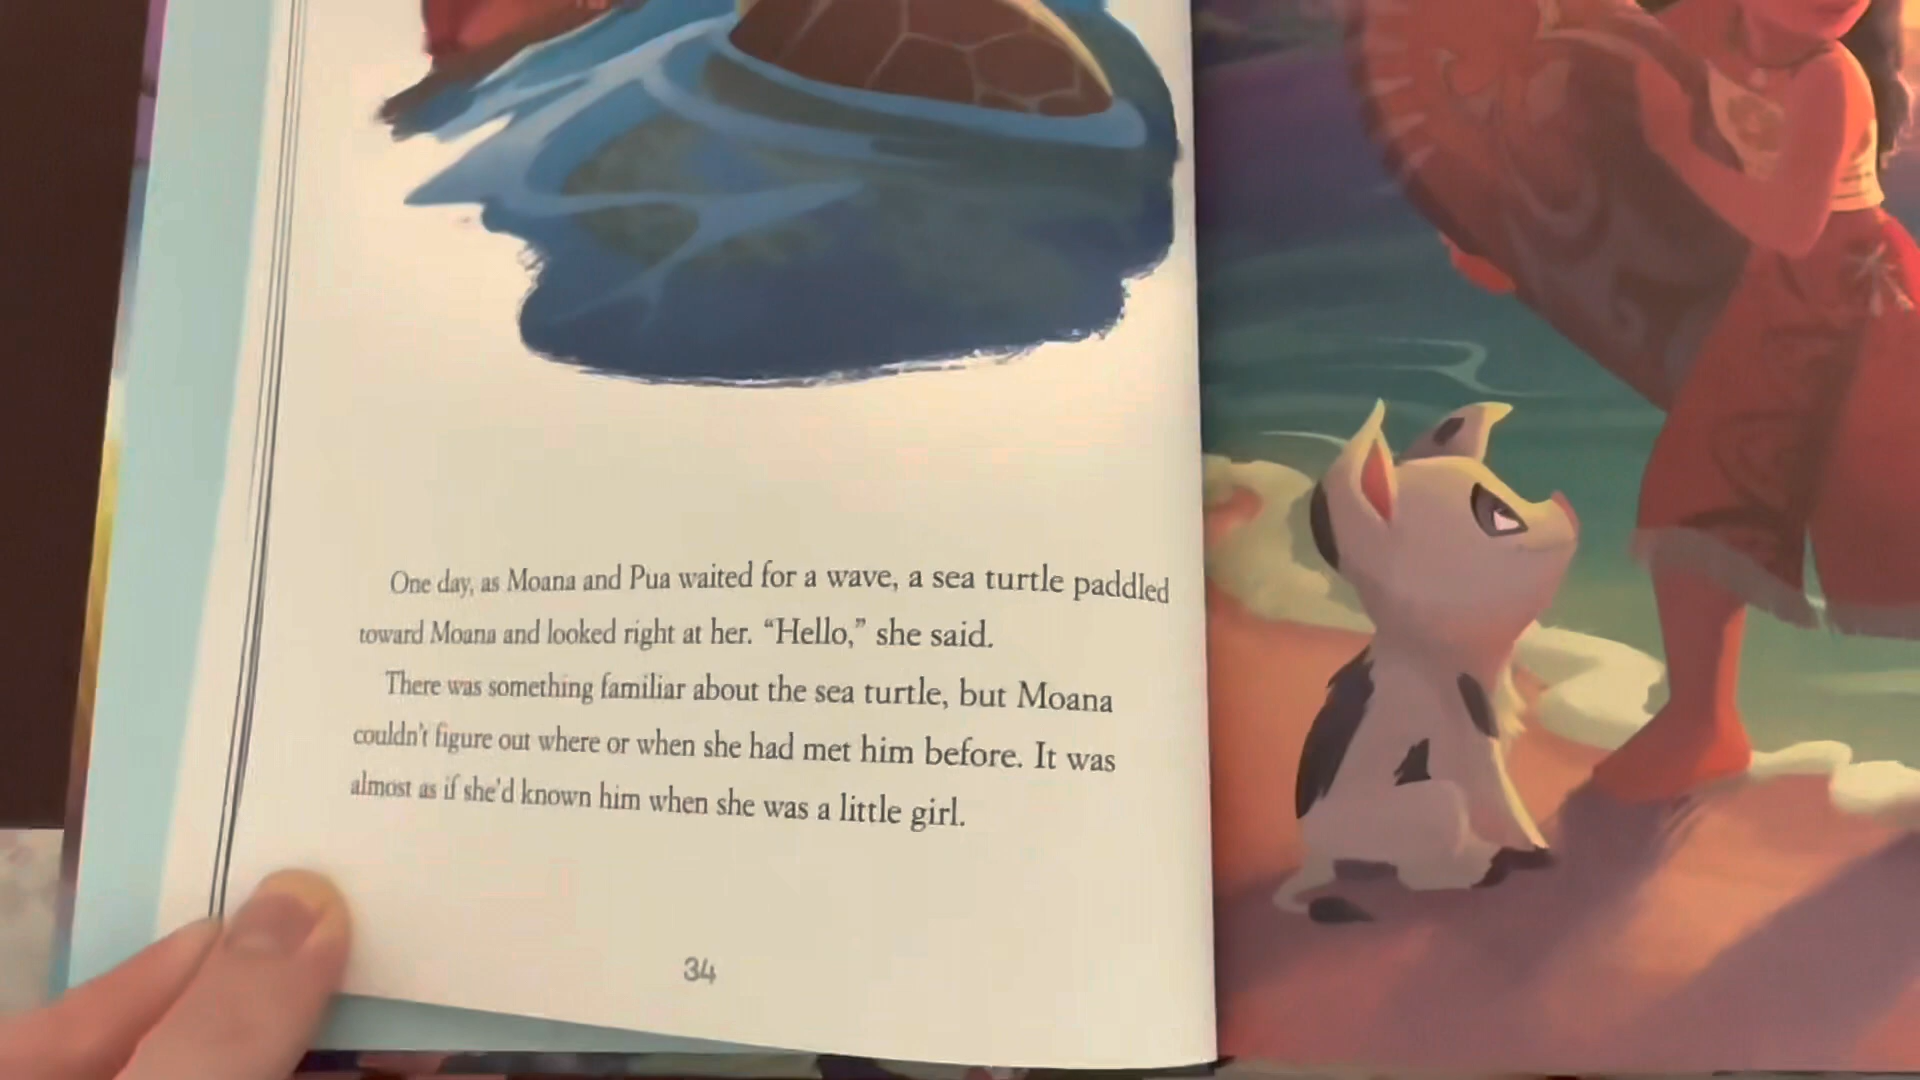 One day, as Moana and Pua waited for a wave, a sea turtle paddled
toward Moana and looked right at her. “Hello,” she said.
There was something familiar about the sea turtle, but Moana
couldn't figure out where or when she had met him before. It was
almost as if she'd known him when she was a little girl.
34